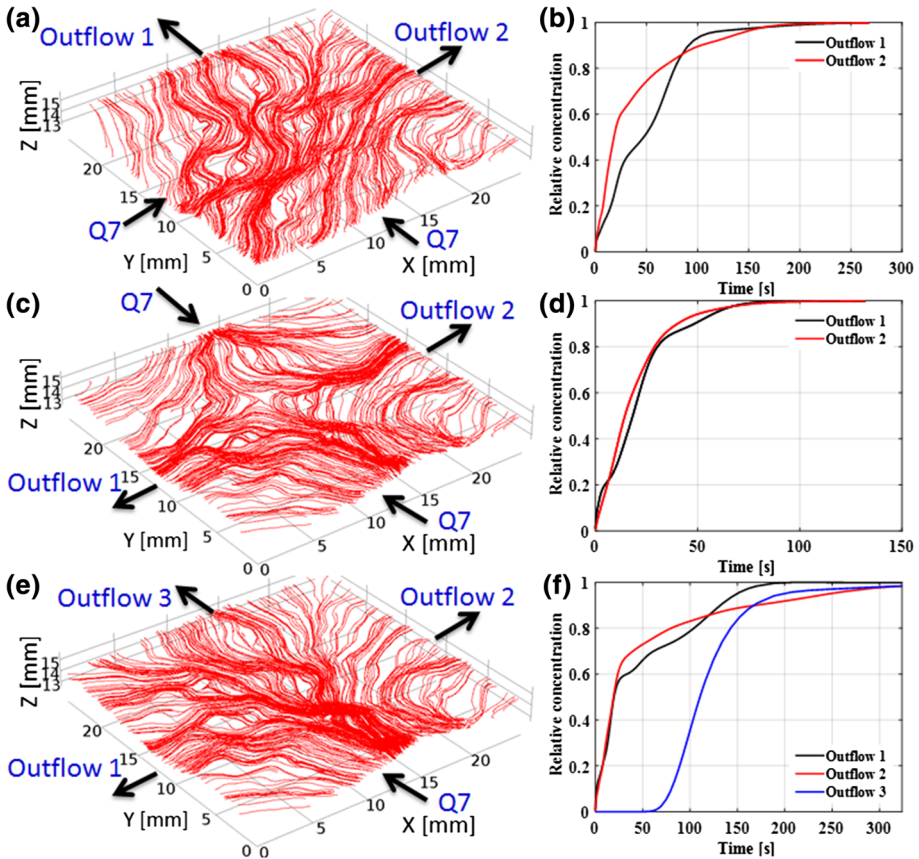 (a)
Outflow 1
Outflow 2
Z [mm]
15
14
13
20
15
10
5
0
Y [mm]
Q7
0
5
10
15
20
X [mm]
Q7
(b)
Relative concentration
1
0.8
0.6
0.4
0.2
0
0 50 100 150 200 250 300
Time [s]
Outflow 1
Outflow 2
(c)
Q7
Outflow 2
Z [mm]
15
14
13
20
15
10
5
0
Y [mm]
Outflow 1
0
5
10
15
20
X [mm]
Q7
(d)
Relative concentration
1
0.8
0.6
0.4
0.2
0
0 50 100 150
Time [s]
Outflow 1
Outflow 2
(e)
Outflow 3
Outflow 2
Z [mm]
15
14
13
20
15
10
5
0
Y [mm]
Outflow 1
0
5
10
15
20
X [mm]
Q7
(f)
Relative concentration
1
0.8
0.6
0.4
0.2
0
0 50 100 150 200 250 300
Time [s]
Outflow 1
Outflow 2
Outflow 3